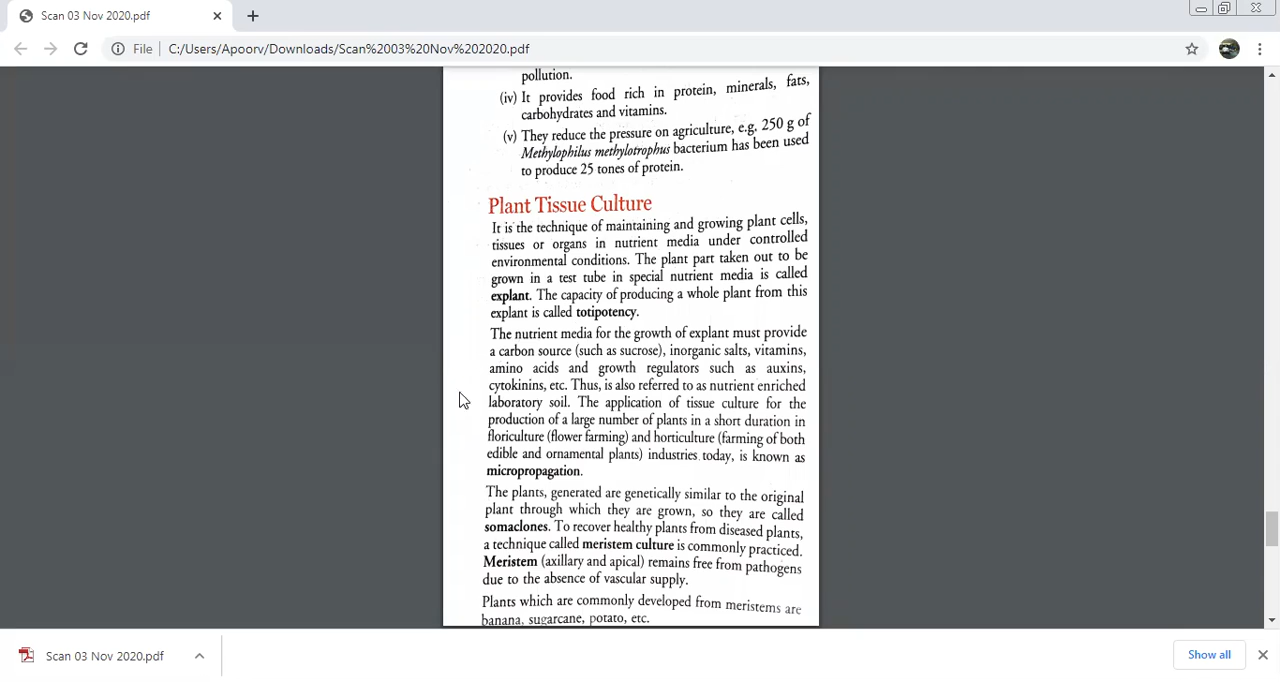 Scan 03 Nov 2020.pdf
File
C:/Users/Apoorv/Downloads/Scan%2003%20Nov%202020.pdf
pollution.
(iv) It provides food rich in protein, minerals, fats,
carbohydrates and vitamins.
(v) They reduce the pressure on agriculture, e.g. 250 g of
Methylophilus methylotrophus bacterium has been used
to produce 25 tones of protein.
Plant Tissue Culture
It is the technique of maintaining and growing plant cells,
tissues or organs in nutrient media under controlled
environmental conditions. The plant part taken out to be
grown in a test tube in special nutrient media is called
explant. The capacity of producing a whole plant from this
explant is called totipotency.
The nutrient media for the growth of explant must provide
a carbon source (such as sucrose), inorganic salts, vitamins,
amino acids and growth regulators such as auxins,
cytokinins, etc. Thus, is also referred to as nutrient enriched
laboratory soil. The application of tissue culture for the
production of a large number of plants in a short duration in
floriculture (flower farming) and horticulture (farming of both
edible and ornamental plants) industries today, is known as
micropropagation.
The plants, generated are genetically similar to the original
plant through which they are grown, so they are called
somaclones. To recover healthy plants from diseased plants,
a technique called meristem culture is commonly practiced.
Meristem (axillary and apical) remains free from pathogens
due to the absence of vascular supply.
Plants which are commonly developed from meristems are
banana, sugarcane, potato, etc.
Scan 03 Nov 2020.pdf
Show all